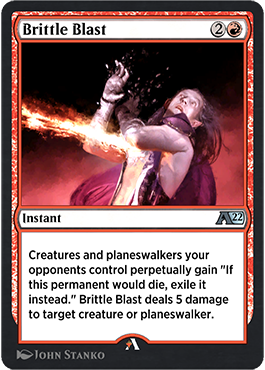 Brittle Blast 2
Instant A22
Creatures and planeswalkers your
opponents control perpetually gain "If
this permanent would die, exile it
instead." Brittle Blast deals 5 damage
to target creature or planeswalker.
John Stanko